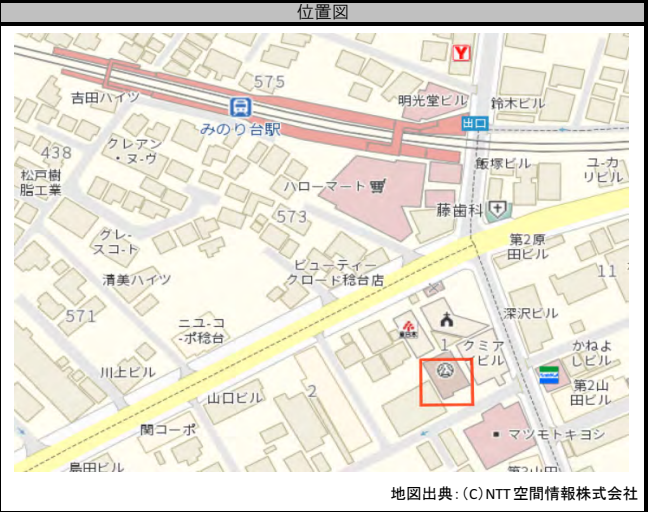 位置図
575
吉田ハイツ
明光堂ビル
鈴木ビル
出口
みのり台駅
クレアン
・ヌ-ヴ
438
松戸樹
脂工業
飯塚ビル
ユ-カ
リビル
ハローマート
藤歯科
573
グレ-
スコ-ト
第2原
田ビル
清美ハイツ
ビューティー
クロード稔台店
11
571
ニユ-コ
-ポ稔台
深沢ビル
1
クミア
イビル
かねよ
しビル
川上ビル
山口ビル
2
第2山
田ビル
関コーポ
マツモトキヨシ
島田ビル
第2山田
地図出典：(C)NTT空間情報株式会社